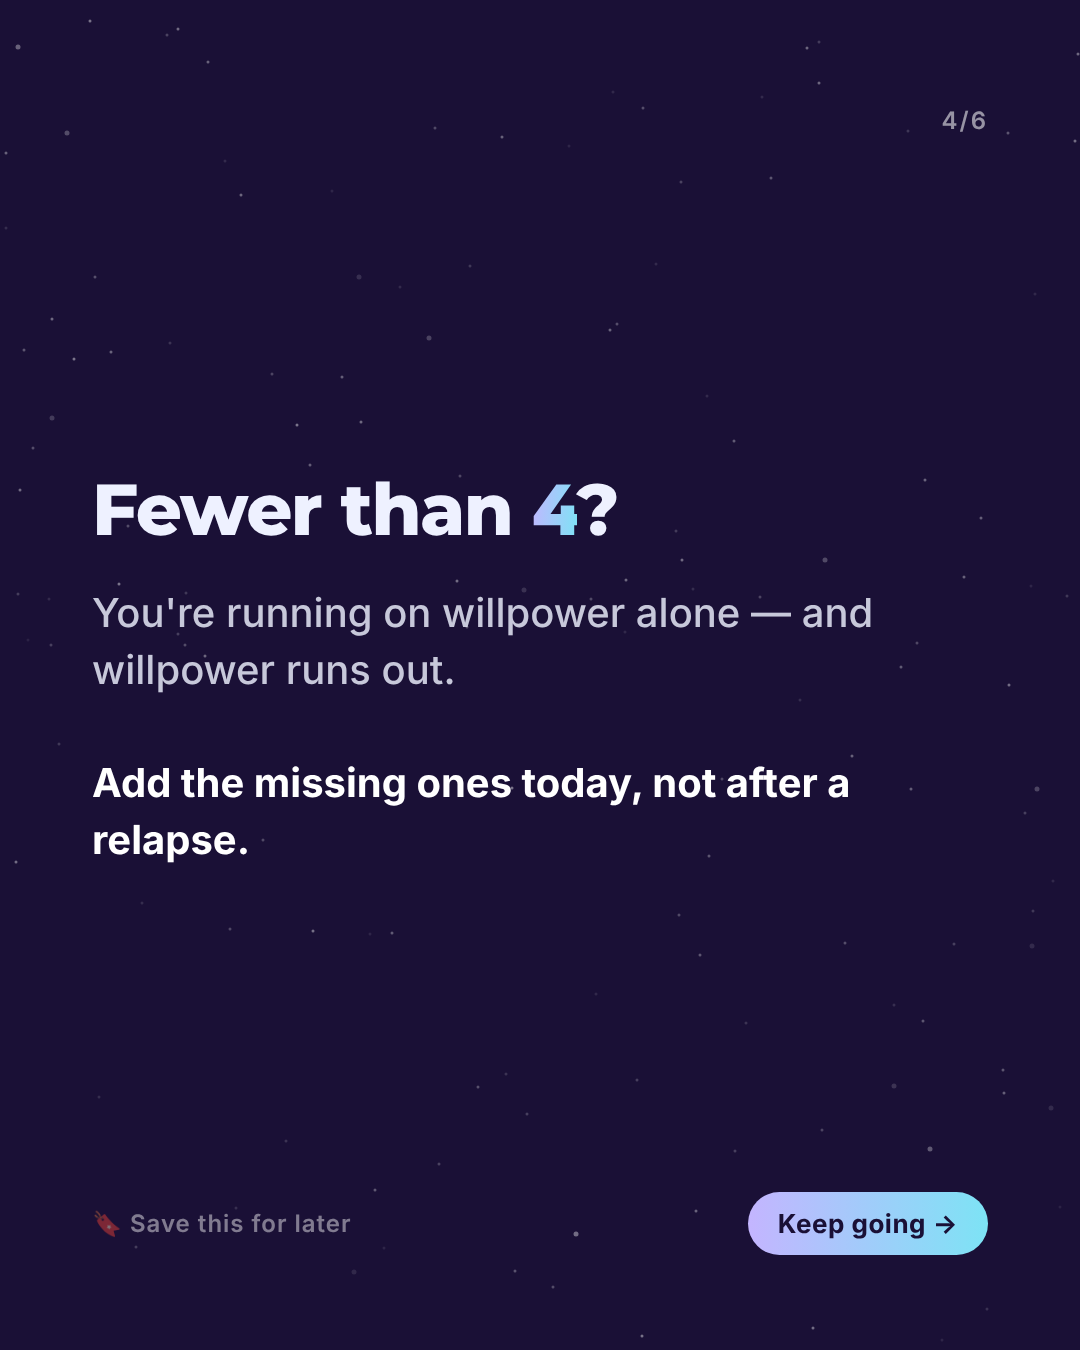 4/6
Fewer than 4?
You're running on willpower alone — and
willpower runs out.
Add the missing ones today, not after a
relapse.
🔖 Save this for later
Keep going →